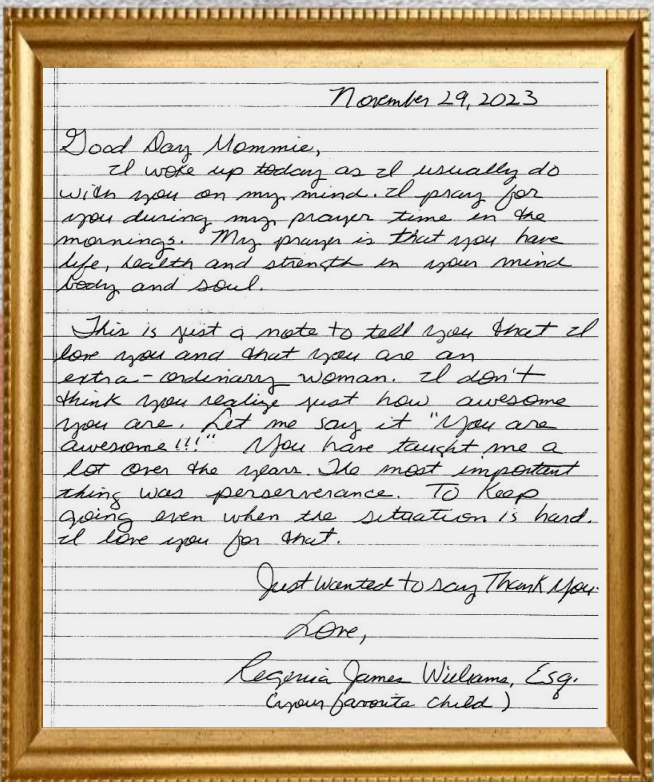 November 29, 2023
Good Day Mommie,
I woke up today as I usually do
with you on my mind. I pray for
you during my prayer time in the
mornings. My prayer is that you have
life, health and strength in your mind
body and soul.
This is just a note to tell you that I
love you and that you are an
extra-ordinary woman. I don't
think you realize just how awesome
you are. Let me say it "You are
awesome!!!" You have taught me a
lot over the years. The most important
thing was perserverance. To Keep
going even when the situation is hard.
I love you for that.
Just Wanted to say Thank You.
Love,
Regenia James Williams, Esq.
(your favorite child)